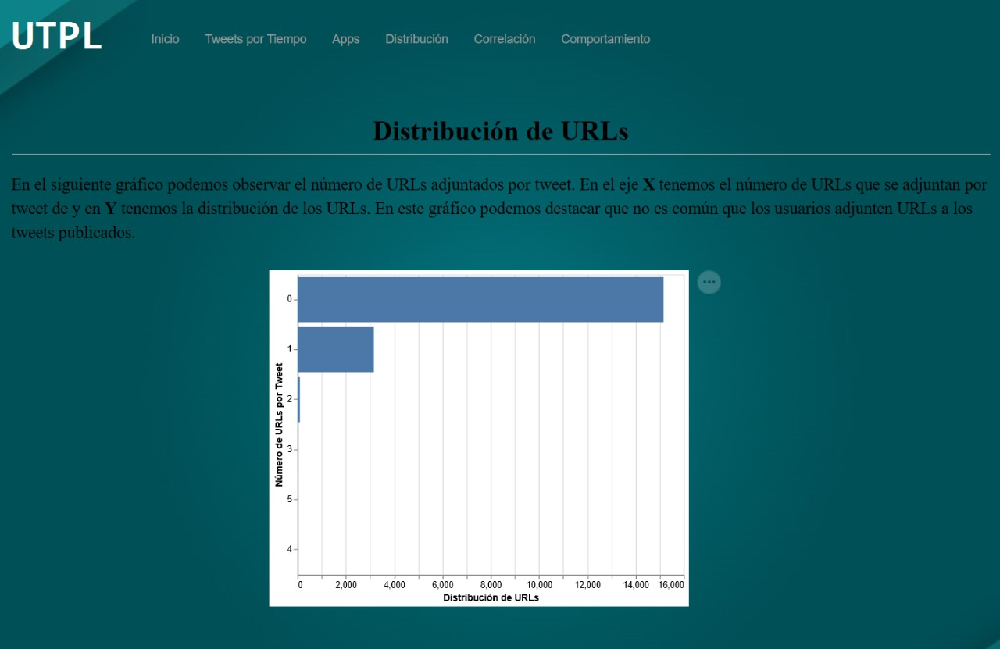 UTPL
Inicio Tweets por Tiempo Apps Distribución Correlación Comportamiento
Distribución de URLs
En el siguiente gráfico podemos observar el número de URLs adjuntados por tweet. En el eje X tenemos el número de URLs que se adjuntan por
tweet de y en Y tenemos la distribución de los URLs. En este gráfico podemos destacar que no es común que los usuarios adjunten URLs a los
tweets publicados.
Número de URLs por Tweet
0
1
2
3
5
4
0 2,000 4,000 6,000 8,000 10,000 12,000 14,000 16,000
Distribución de URLs